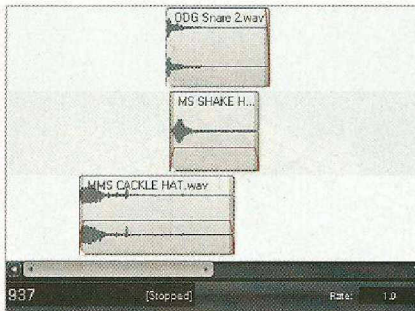 ODG Snare 2.wav
MS SHAKE H...
MMS CACKLE HAT.wav
937
[Stopped]
Rate: 1.0